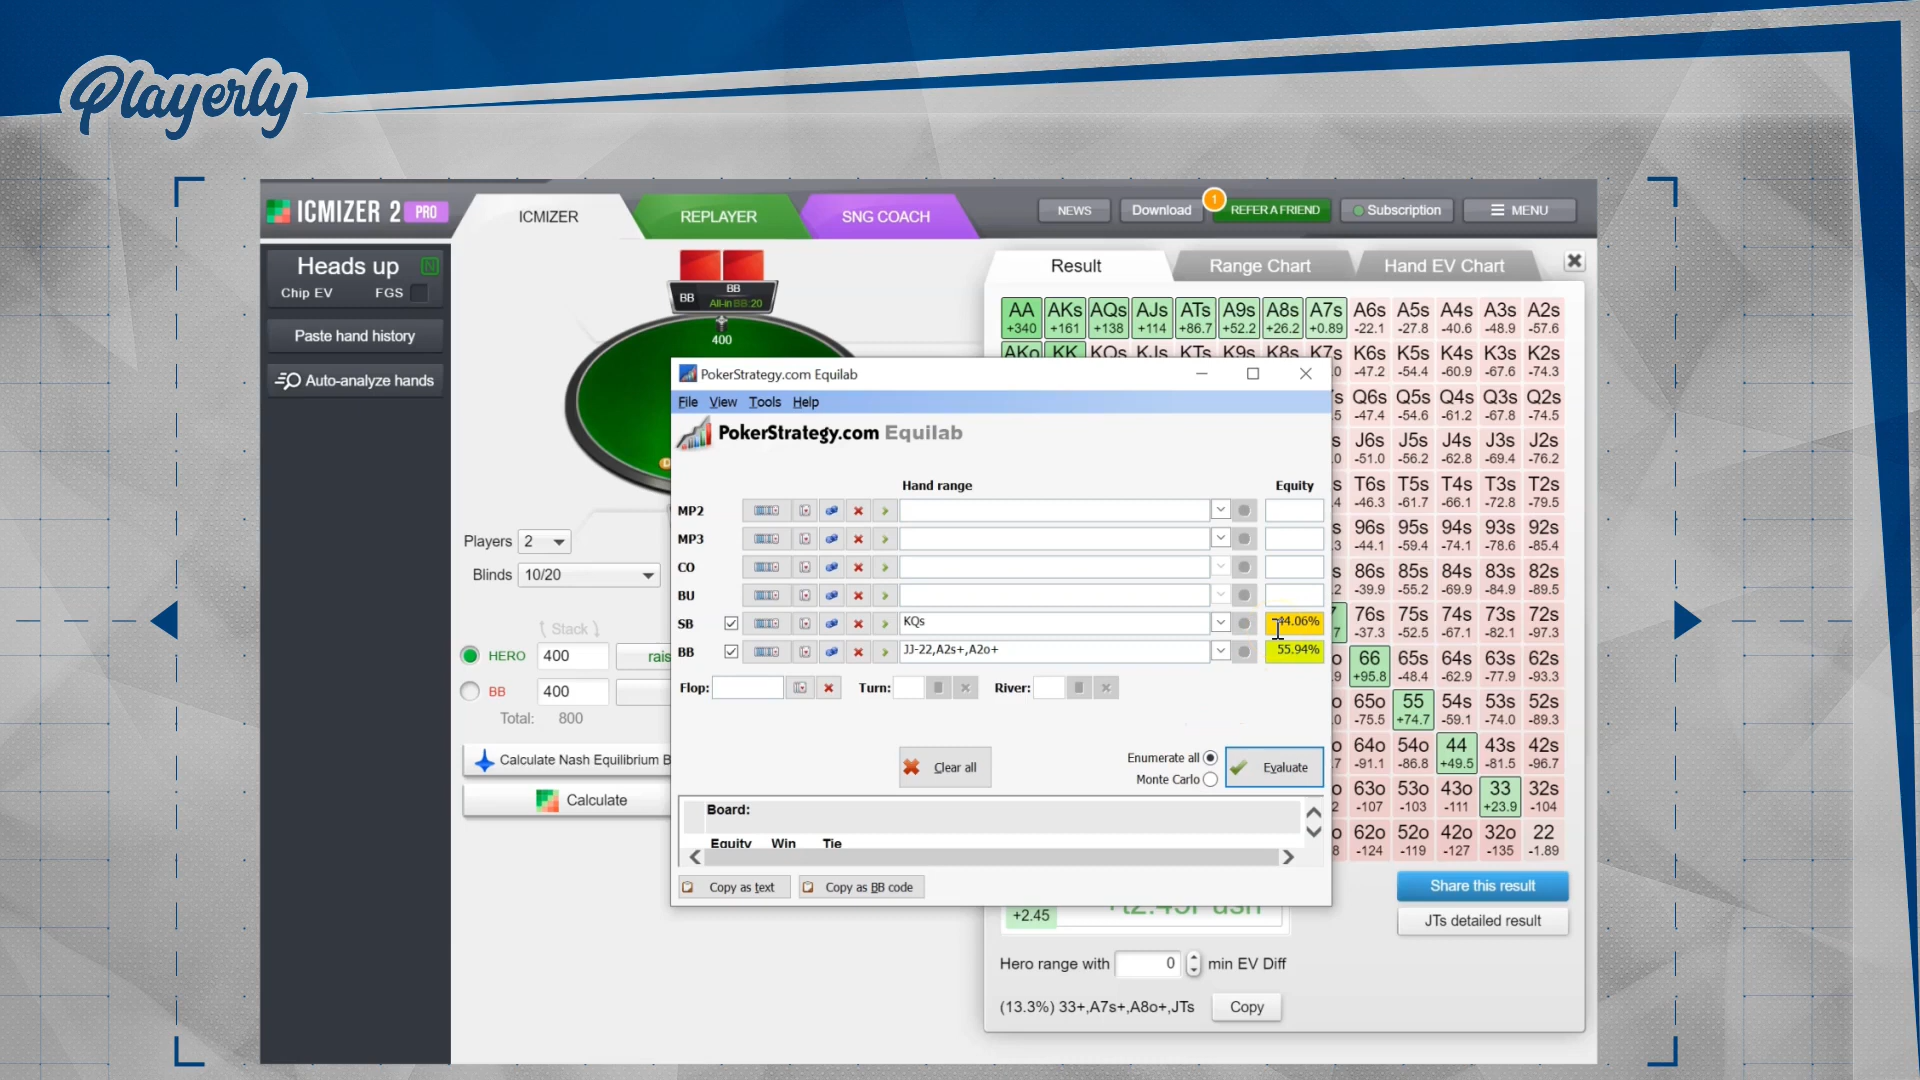 Playerly
ICMIZER 2 PRO
ICMIZER
REPLAYER
SNG COACH
NEWS
Download
1
REFER A FRIEND
Subscription
MENU
Heads up N
Chip EV FGS
Paste hand history
Auto-analyze hands
BB
BB
All-in BB 20
400
Players 2
Blinds 10/20
Stack
HERO 400 rais
BB 400
Total: 800
Calculate Nash Equilibrium B
Calculate
Result
Range Chart
Hand EV Chart
AA AKs AQs AJs ATs A9s A8s A7s A6s A5s A4s A3s A2s
+340 +161 +138 +114 +86.7 +52.2 +26.2 +0.89 -22.1 -27.8 -40.6 -48.9 -57.6
AKo KK KQs KJs KTs K9s K8s K7s K6s K5s K4s K3s K2s
-47.2 -54.4 -60.9 -67.6 -74.3
Q6s Q5s Q4s Q3s Q2s
-47.4 -54.6 -61.2 -67.8 -74.5
J6s J5s J4s J3s J2s
-51.0 -56.2 -62.8 -69.4 -76.2
T6s T5s T4s T3s T2s
-46.3 -61.7 -66.1 -72.8 -79.5
96s 95s 94s 93s 92s
-44.1 -59.4 -74.1 -78.6 -85.4
86s 85s 84s 83s 82s
-39.9 -55.2 -69.9 -84.9 -89.5
76s 75s 74s 73s 72s
-37.3 -52.5 -67.1 -82.1 -97.3
66 65s 64s 63s 62s
+95.8 -48.4 -62.9 -77.9 -93.3
65o 55 54s 53s 52s
-75.5 +74.7 -59.1 -74.0 -89.3
64o 54o 44 43s 42s
-91.1 -86.8 +49.5 -81.5 -96.7
63o 53o 43o 33 32s
-107 -103 -111 +23.9 -104
62o 52o 42o 32o 22
-124 -119 -127 -135 -1.89
PokerStrategy.com Equilab
File View Tools Help
PokerStrategy.com Equilab
Hand range Equity
MP2
MP3
CO
BU
SB KQs 44.06%
BB JJ-22,A2s+,A2o+ 55.94%
Flop: Turn: River:
Clear all
Enumerate all
Monte Carlo
Evaluate
Board:
Equity Win Tie
Copy as text
Copy as BB code
+2.45
Share this result
JTs detailed result
Hero range with 0 min EV Diff
(13.3%) 33+,A7s+,A8o+,JTs
Copy